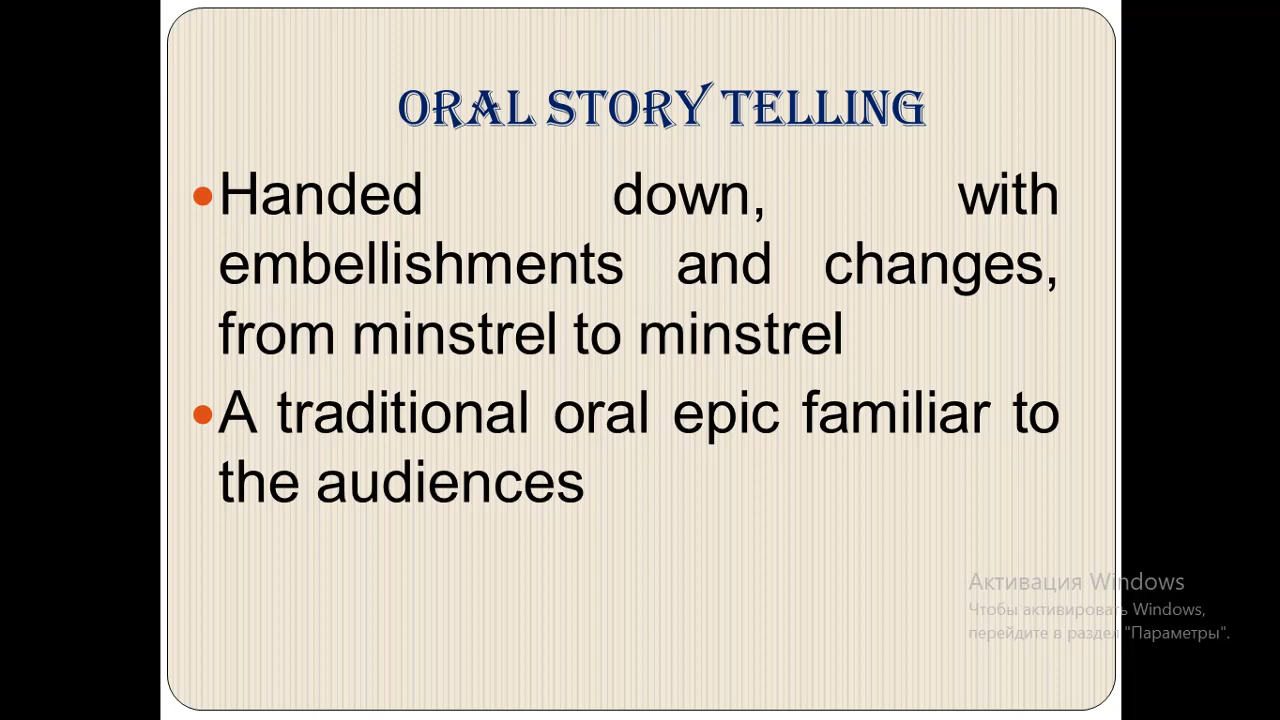 ORAL STORY TELLING
•Handed down, with
embellishments and changes,
from minstrel to minstrel
•A traditional oral epic familiar to
the audiences
Активация Windows
Чтобы активировать Windows,
перейдите в раздел "Параметры".